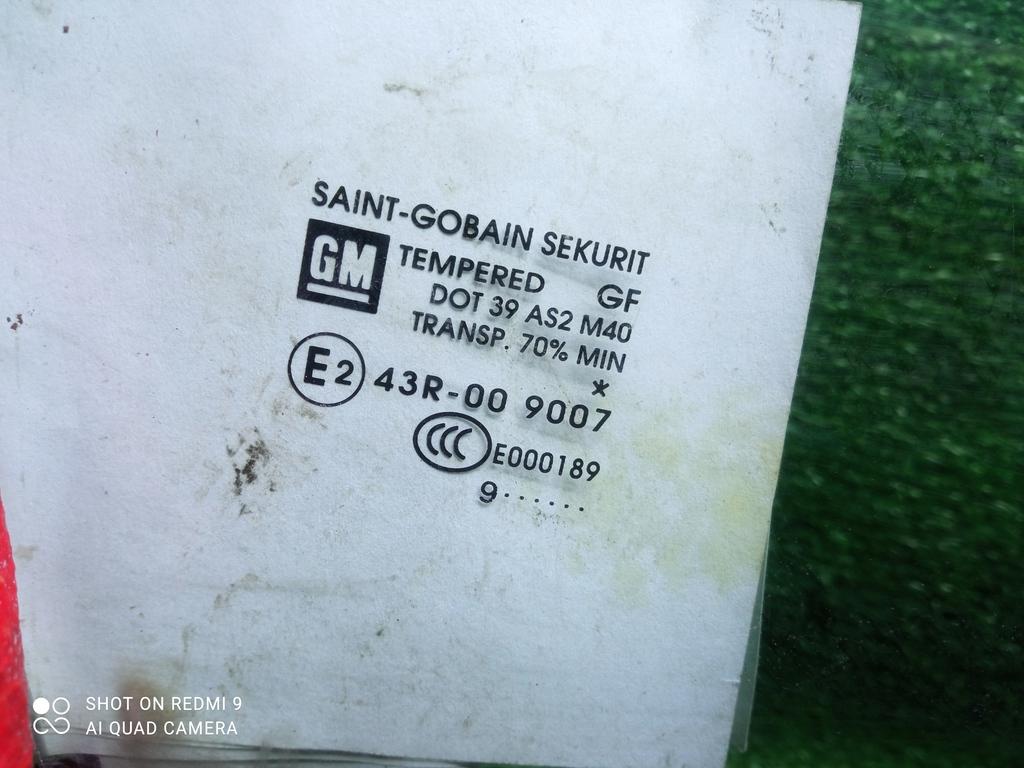 SAINT-GOBAIN SEKURIT
GM TEMPERED GF
DOT 39 AS2 M40
TRANSP. 70% MIN
*
E2 43R-00 9007
CCC E000189
9......
SHOT ON REDMI 9
AI QUAD CAMERA